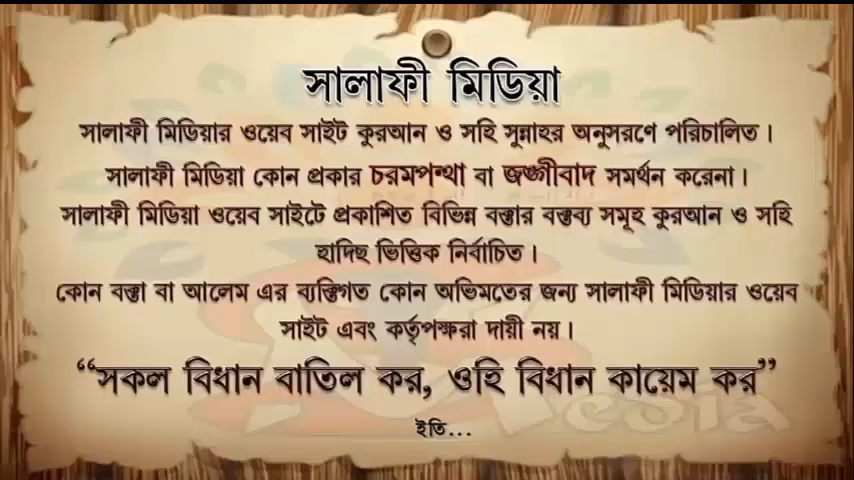 সালাফী মিডিয়া
সালাফী মিডিয়ার ওয়েব সাইট কুরআন ও সহি সুন্নাহর অনুসরণে পরিচালিত।
সালাফী মিডিয়া কোন প্রকার চরমপন্থা বা জঙ্গীবাদ সমর্থন করেনা।
সালাফী মিডিয়া ওয়েব সাইটে প্রকাশিত বিভিন্ন বক্তার বক্তব্য সমূহ কুরআন ও সহি
হাদিছ ভিত্তিক নির্বাচিত।
কোন বক্তা বা আলেম এর ব্যক্তিগত কোন অভিমতের জন্য সালাফী মিডিয়ার ওয়েব
সাইট এবং কর্তৃপক্ষরা দায়ী নয়।
“সকল বিধান বাতিল কর, ওহি বিধান কায়েম কর”
ইতি...